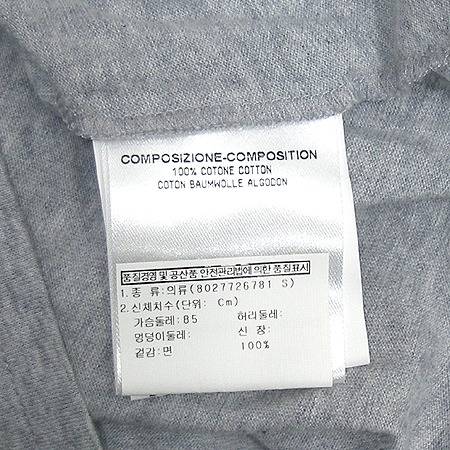 COMPOSIZIONE-COMPOSITION
100% COTONE COTTON
COTON BAUMWOLLE ALGODON
품질경영 및 공산품 안전관리법에 의한 품질표시
1.종 류:의류(8027726781 S)
2.신체치수(단위: Cm)
가슴둘레:85 허리둘레:
엉덩이둘레: 신 장:
겉감:면 100%